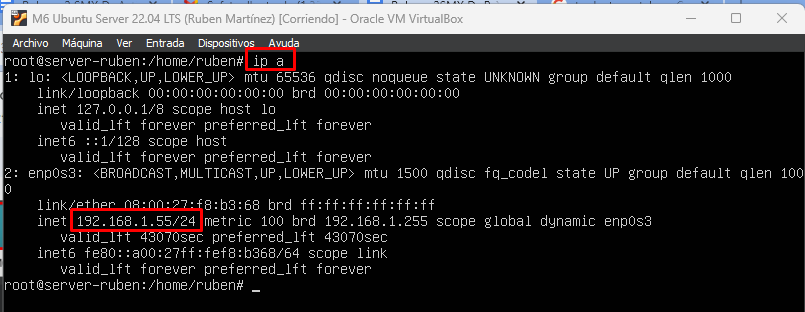 M6 Ubuntu Server 22.04 LTS (Ruben Martínez) [Corriendo] - Oracle VM VirtualBox
Archivo Máquina Ver Entrada Dispositivos Ayuda
root@server-ruben:/home/ruben# ip a
1: lo: <LOOPBACK,UP,LOWER_UP> mtu 65536 qdisc noqueue state UNKNOWN group default qlen 1000
    link/loopback 00:00:00:00:00:00 brd 00:00:00:00:00:00
    inet 127.0.0.1/8 scope host lo
       valid_lft forever preferred_lft forever
    inet6 ::1/128 scope host
       valid_lft forever preferred_lft forever
2: enp0s3: <BROADCAST,MULTICAST,UP,LOWER_UP> mtu 1500 qdisc fq_codel state UP group default qlen 100
0
    link/ether 08:00:27:f8:b3:68 brd ff:ff:ff:ff:ff:ff
    inet 192.168.1.55/24 metric 100 brd 192.168.1.255 scope global dynamic enp0s3
       valid_lft 43070sec preferred_lft 43070sec
    inet6 fe80::a00:27ff:fef8:b368/64 scope link
       valid_lft forever preferred_lft forever
root@server-ruben:/home/ruben# _